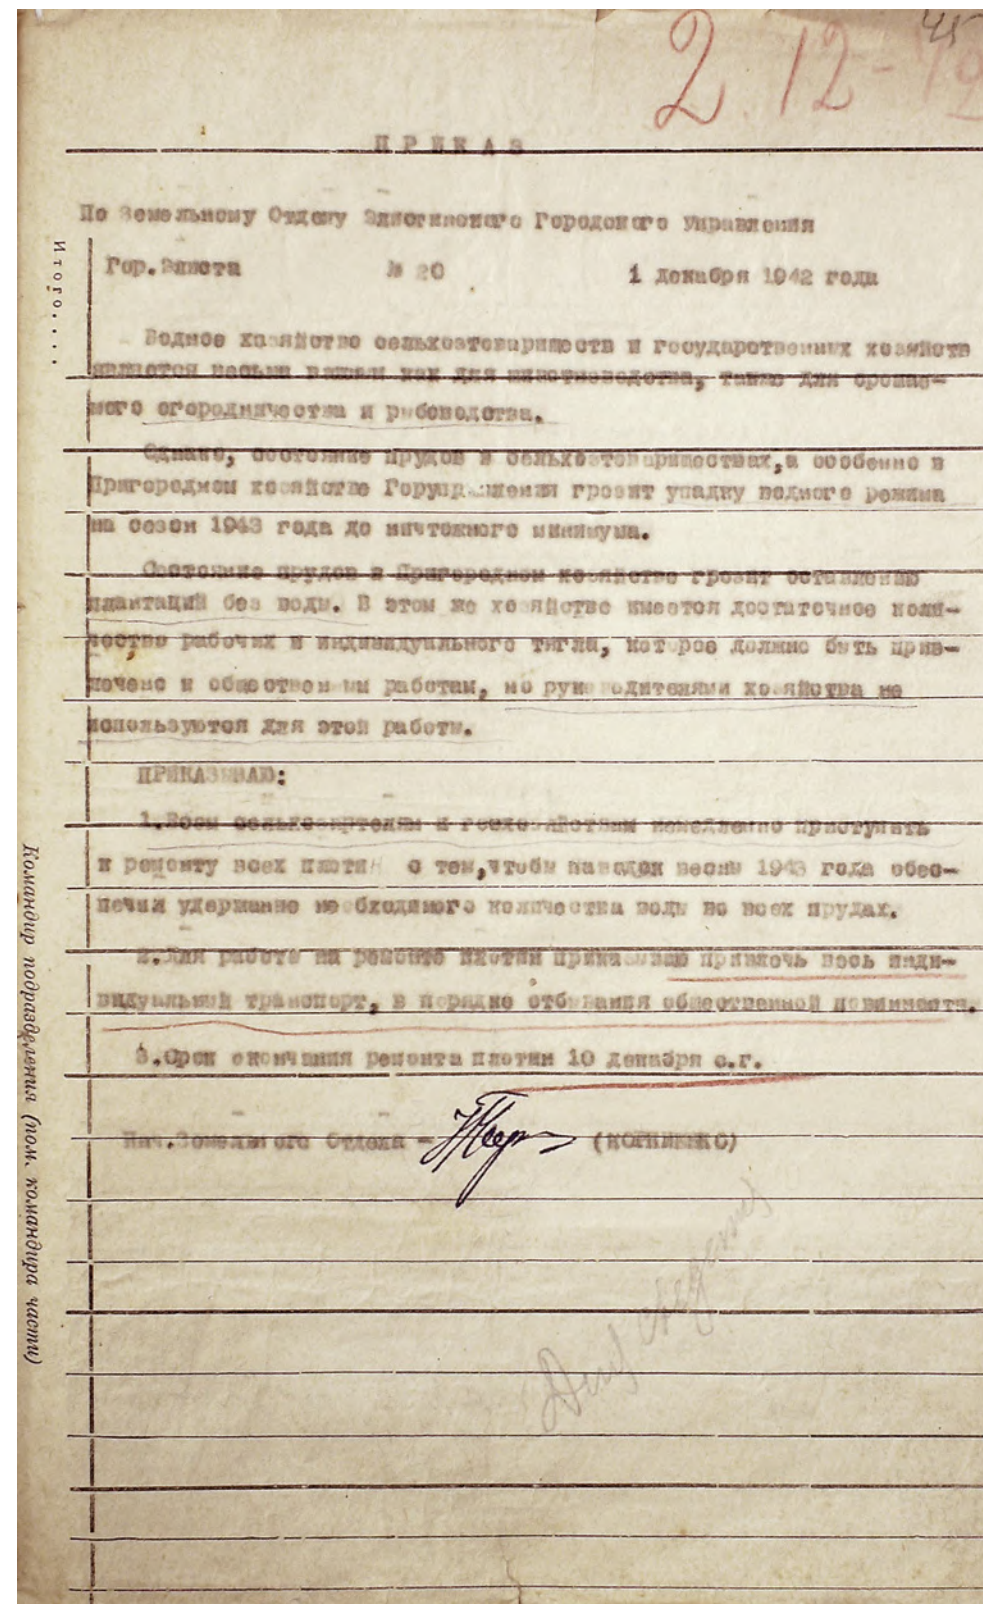 45
2.12-42
ПРИКАЗ
По Земельному Отделу Элистинского Городского Управления
Гор.Элиста № 20 1 декабря 1942 года
Итого....
Водное хозяйство сельхозтовариществ и государственных хозяйств
является весьма важным как для животноводства, также для орошае-
мого огородничества и рыбоводства.
Однако, состояние прудов в сельхозтовариществах,а особенно в
Пригородном хозяйстве Горуправления грозит упадку водного режима
на сезон 1943 года до ничтожного минимума.
Состояние прудов в Пригородном хозяйстве грозит оставлению
плантаций без воды. В этом же хозяйстве имеется достаточное коли-
чество рабочих и индивидуального тягла, которое должно быть прив-
лечено к общественным работам, но руководителями хозяйства не
используются для этой работы.
ПРИКАЗЫВАЮ:
1.Всем сельхозартелям и госхозяйствам немедленно приступить
к ремонту всех плотин с тем,чтобы паводок весны 1943 года обес-
печил удержание необходимого количества воды во всех прудах.
2.Для работы на ремонте плотин приказываю привлечь весь инди-
видуальный транспорт, в порядке отбывания общественной повинности.
3.Срок окончания ремонта плотин 10 декабря с.г.
Нач.Земельного Отдела - (КОРНИЕНКО)
Командир подразделения (пом. командира части)